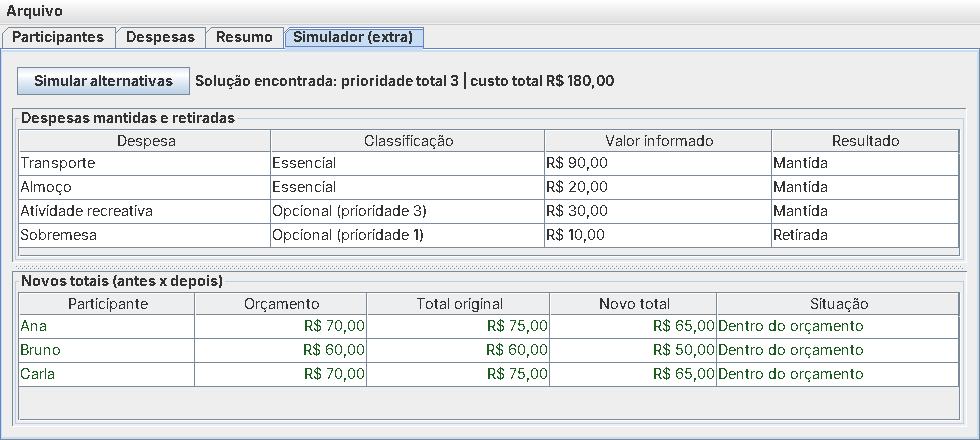 Arquivo
Participantes Despesas Resumo Simulador (extra)
Simular alternativas Solução encontrada: prioridade total 3 | custo total R$ 180,00
Despesas mantidas e retiradas
Despesa Classificação Valor informado Resultado
Transporte Essencial R$ 90,00 Mantida
Almoço Essencial R$ 20,00 Mantida
Atividade recreativa Opcional (prioridade 3) R$ 30,00 Mantida
Sobremesa Opcional (prioridade 1) R$ 10,00 Retirada
Novos totais (antes x depois)
Participante Orçamento Total original Novo total Situação
Ana R$ 70,00 R$ 75,00 R$ 65,00 Dentro do orçamento
Bruno R$ 60,00 R$ 60,00 R$ 50,00 Dentro do orçamento
Carla R$ 70,00 R$ 75,00 R$ 65,00 Dentro do orçamento